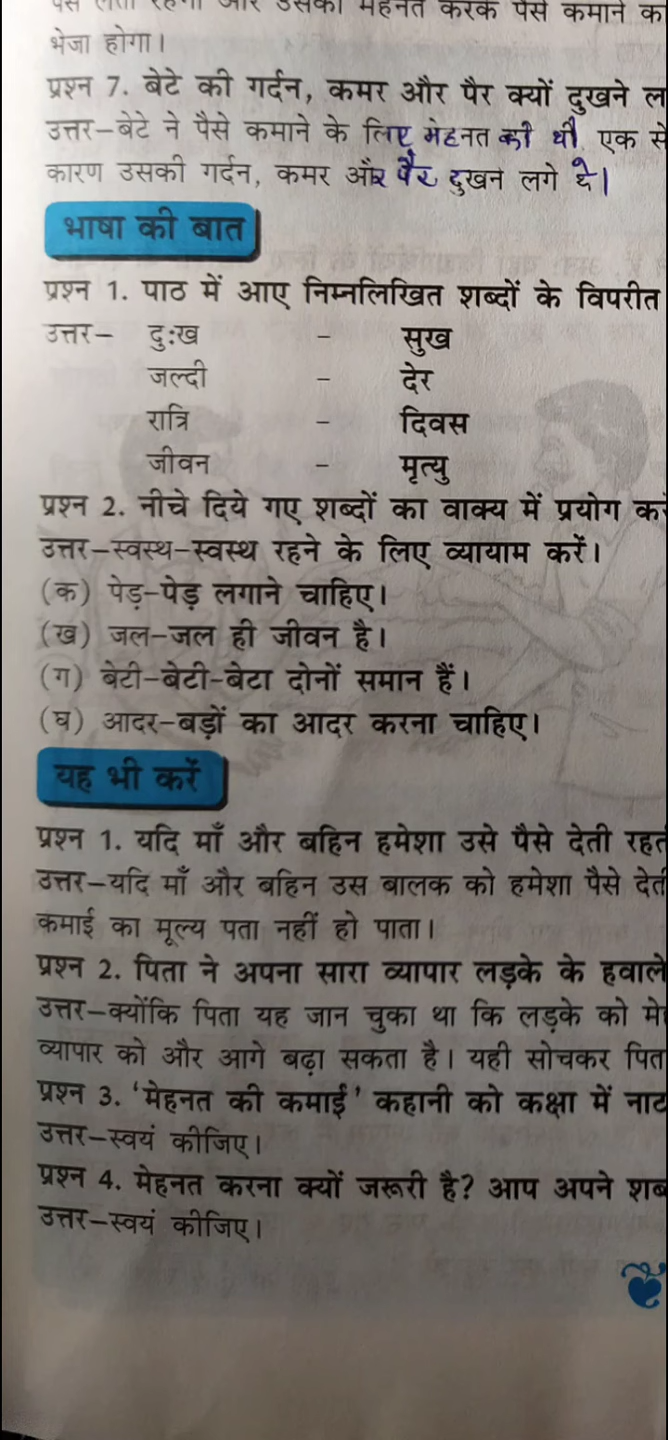 भेजा होगा।
प्रश्न 7. बेटे की गर्दन, कमर और पैर क्यों दुखने
उत्तर–बेटे ने पैसे कमाने के लिए मेहनत की थी एक
कारण उसकी गर्दन, कमर और पैर दुखन लगे थे।
भाषा की बात
प्रश्न 1. पाठ में आए निम्नलिखित शब्दों के विपरीत
उत्तर– दुःख – सुख
जल्दी – देर
रात्रि – दिवस
जीवन – मृत्यु
प्रश्न 2. नीचे दिये गए शब्दों का वाक्य में प्रयोग
उत्तर–स्वस्थ–स्वस्थ रहने के लिए व्यायाम करें।
(क) पेड़–पेड़ लगाने चाहिए।
(ख) जल–जल ही जीवन है।
(ग) बेटी–बेटी-बेटा दोनों समान हैं।
(घ) आदर–बड़ों का आदर करना चाहिए।
यह भी करें
प्रश्न 1. यदि माँ और बहिन हमेशा उसे पैसे देती
उत्तर–यदि माँ और बहिन उस बालक को हमेशा पैसे
कमाई का मूल्य पता नहीं हो पाता।
प्रश्न 2. पिता ने अपना सारा व्यापार लड़के के हवाले
उत्तर–क्योंकि पिता यह जान चुका था कि लड़के को
व्यापार को और आगे बढ़ा सकता है। यही सोचकर
प्रश्न 3. 'मेहनत की कमाई' कहानी को कक्षा में
उत्तर–स्वयं कीजिए।
प्रश्न 4. मेहनत करना क्यों जरूरी है? आप अपने
उत्तर–स्वयं कीजिए।